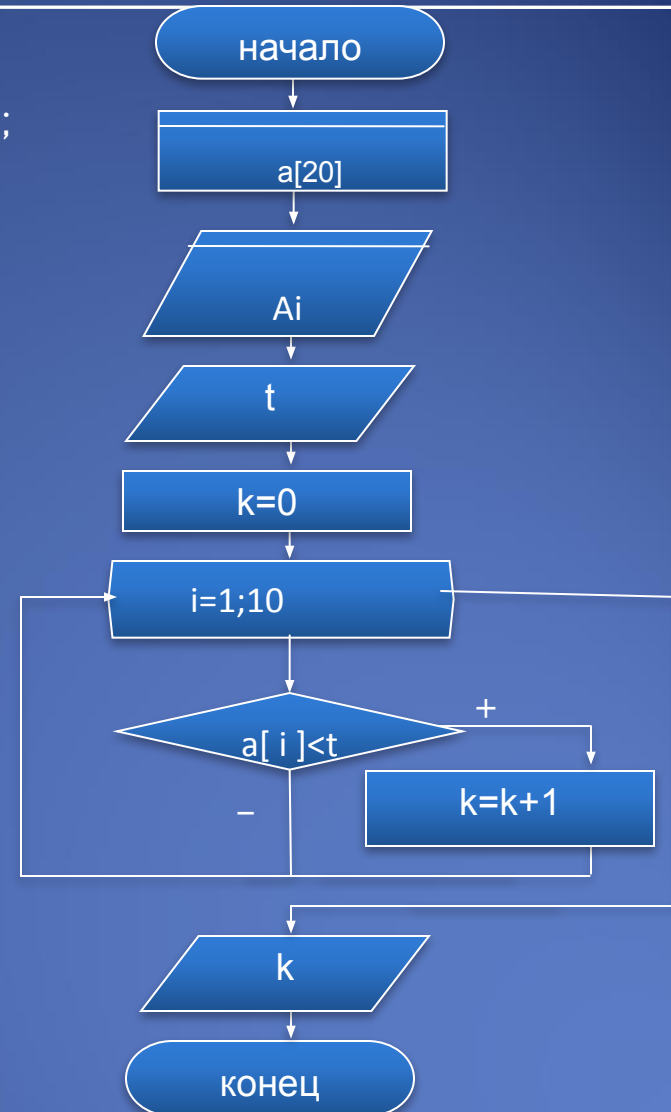 начало
;
a[20]
Ai
t
k=0
i=1;10
a[ i ]<t
+
k=k+1
–
k
конец